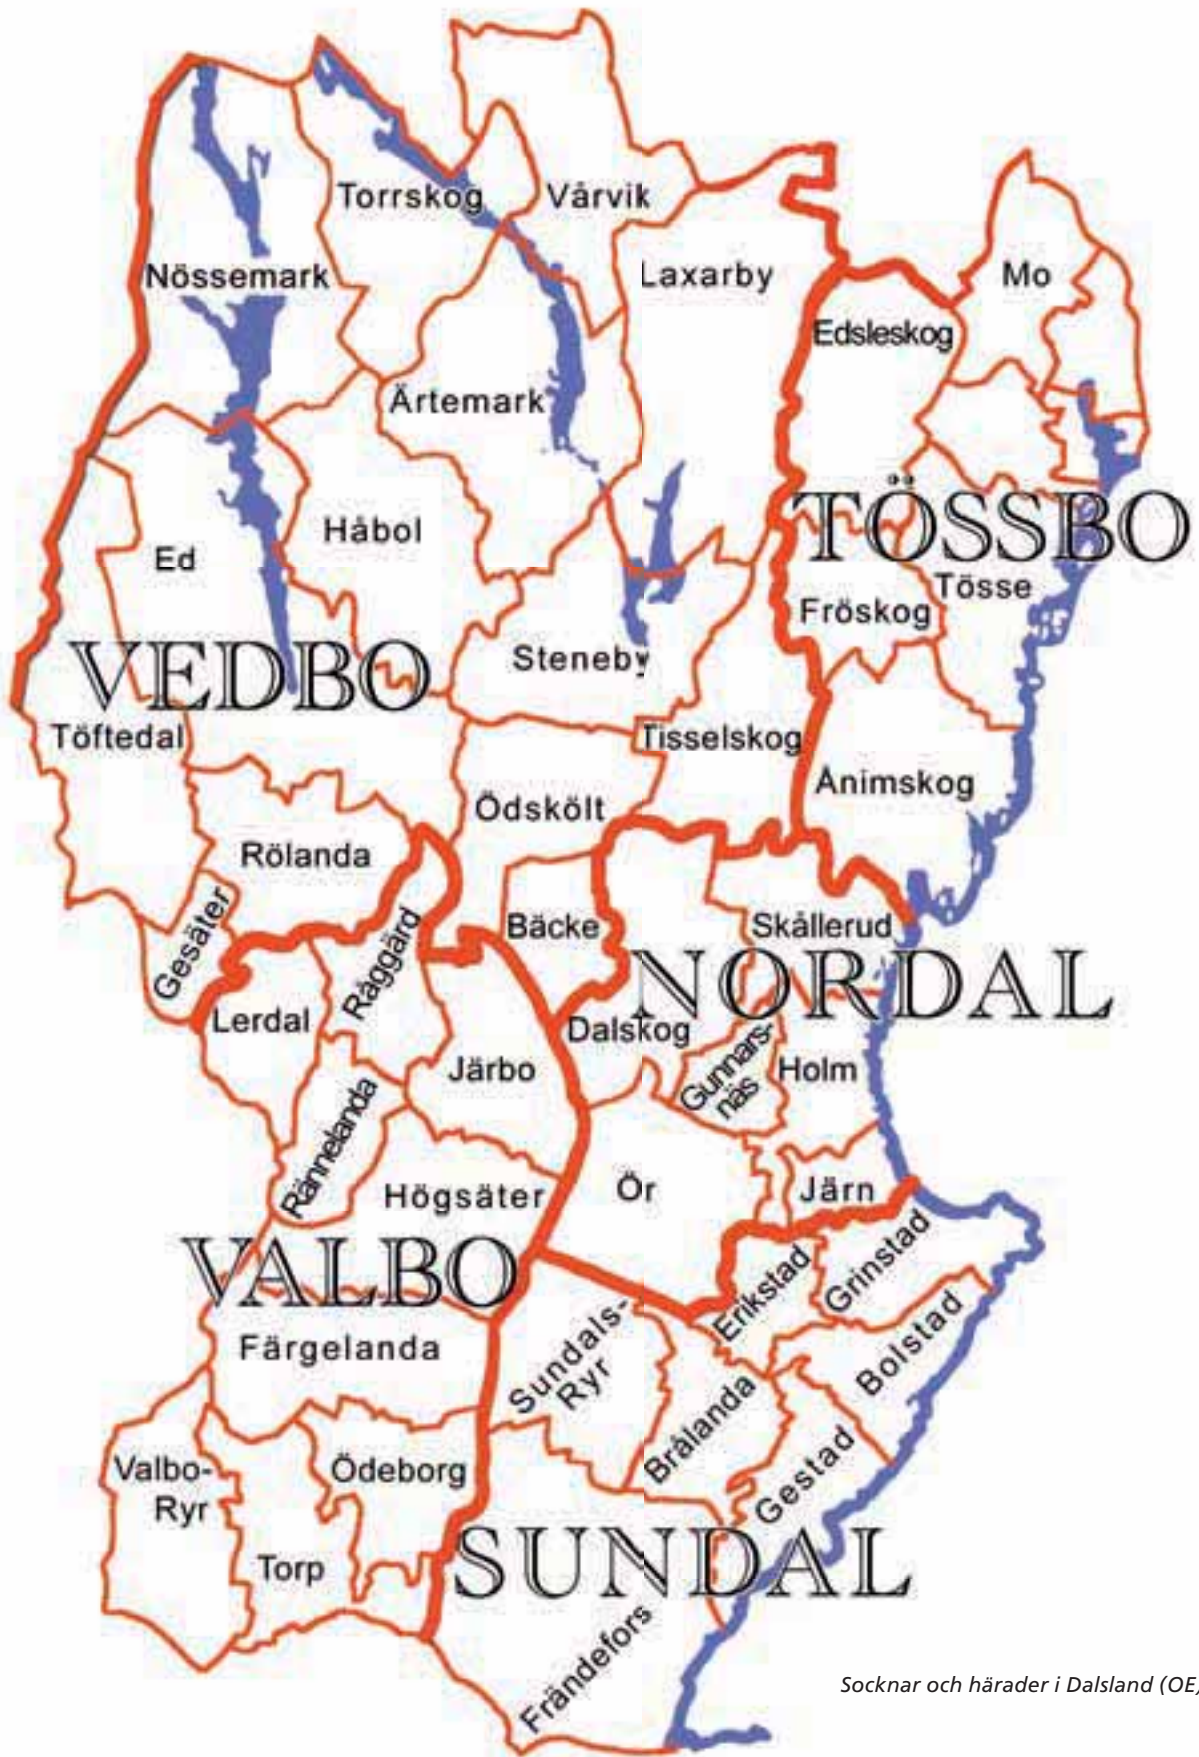 Torrskog
Vårvik
Nössemark
Laxarby
Mo
Edsleskog
Ärtemark
TÖSSBO
Håbol
Ed
Tösse
Fröskog
VEDBO
Steneby
Töftedal
Tisselskog
Ånimskog
Ödskölt
Rölanda
Bäcke
Skållerud
Gesäter
Råggärd
NORDAL
Lerdal
Dalskog
Gunnars-
näs
Holm
Järbo
Rännelanda
Högsäter
Ör
Järn
VALBO
Erikstad
Grinstad
Färgelanda
Sundals-
Ryr
Bolstad
Brålanda
Valbo-
Ryr
Ödeborg
Gestad
SUNDAL
Torp
Frändefors
Socknar och härader i Dalsland (OE)